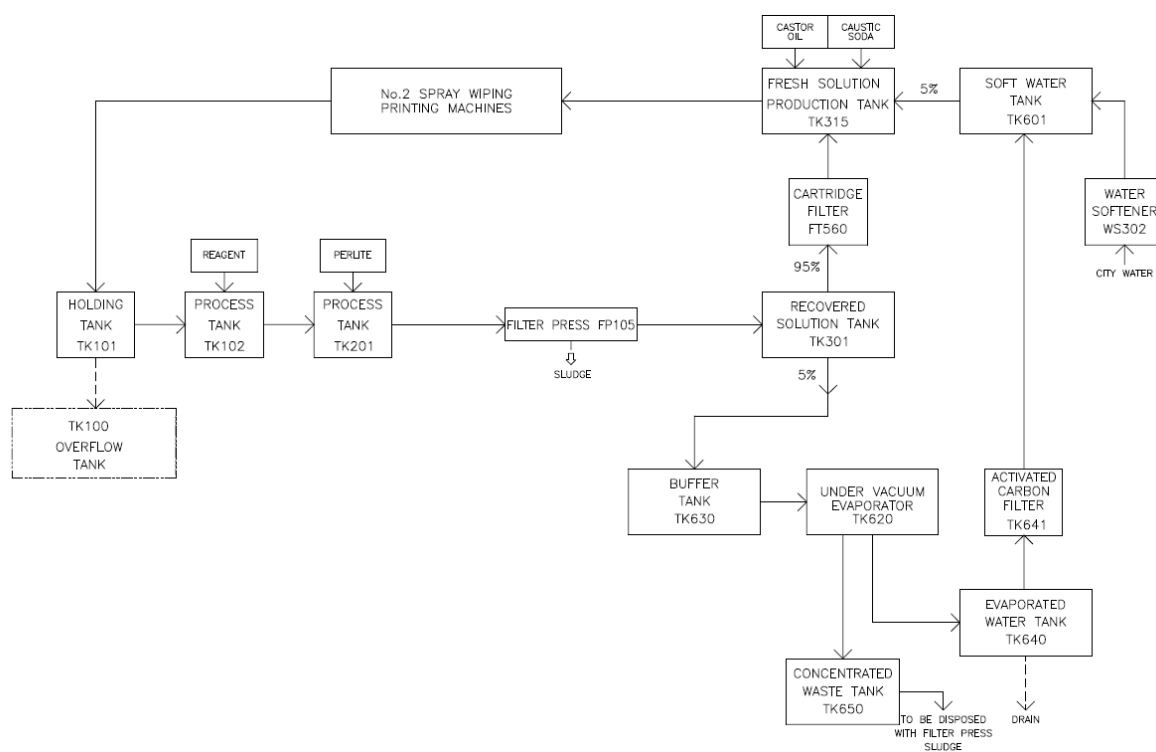 CASTOR
OIL
CAUSTIC
SODA
No.2 SPRAY WIPING
PRINTING MACHINES
FRESH SOLUTION
PRODUCTION TANK
TK315
5%
SOFT WATER
TANK
TK601
CARTRIDGE
FILTER
FT560
WATER
SOFTENER
WS302
CITY WATER
REAGENT
PERLITE
95%
HOLDING
TANK
TK101
PROCESS
TANK
TK102
PROCESS
TANK
TK201
FILTER PRESS FP105
SLUDGE
RECOVERED
SOLUTION TANK
TK301
5%
TK100
OVERFLOW
TANK
BUFFER
TANK
TK630
UNDER VACUUM
EVAPORATOR
TK620
ACTIVATED
CARBON
FILTER
TK641
EVAPORATED
WATER TANK
TK640
CONCENTRATED
WASTE TANK
TK650
TO BE DISPOSED
WITH FILTER PRESS
SLUDGE
DRAIN